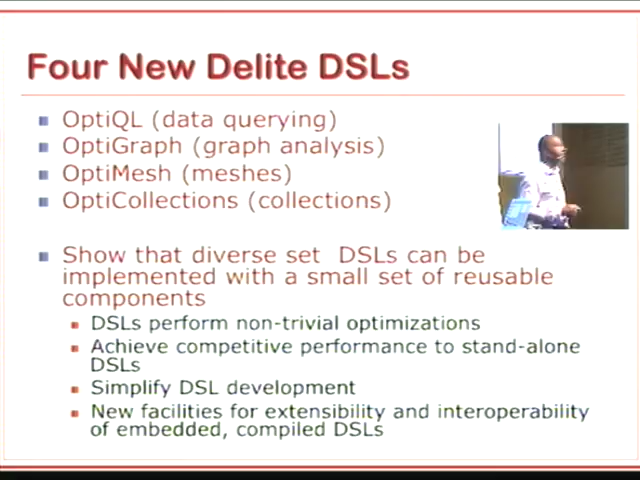 Four New Delite DSLs
OptiQL (data querying)
OptiGraph (graph analysis)
OptiMesh (meshes)
OptiCollections (collections)
Show that diverse set DSLs can be
implemented with a small set of reusable
components
DSLs perform non-trivial optimizations
Achieve competitive performance to stand-alone
DSLs
Simplify DSL development
New facilities for extensibility and interoperability
of embedded, compiled DSLs